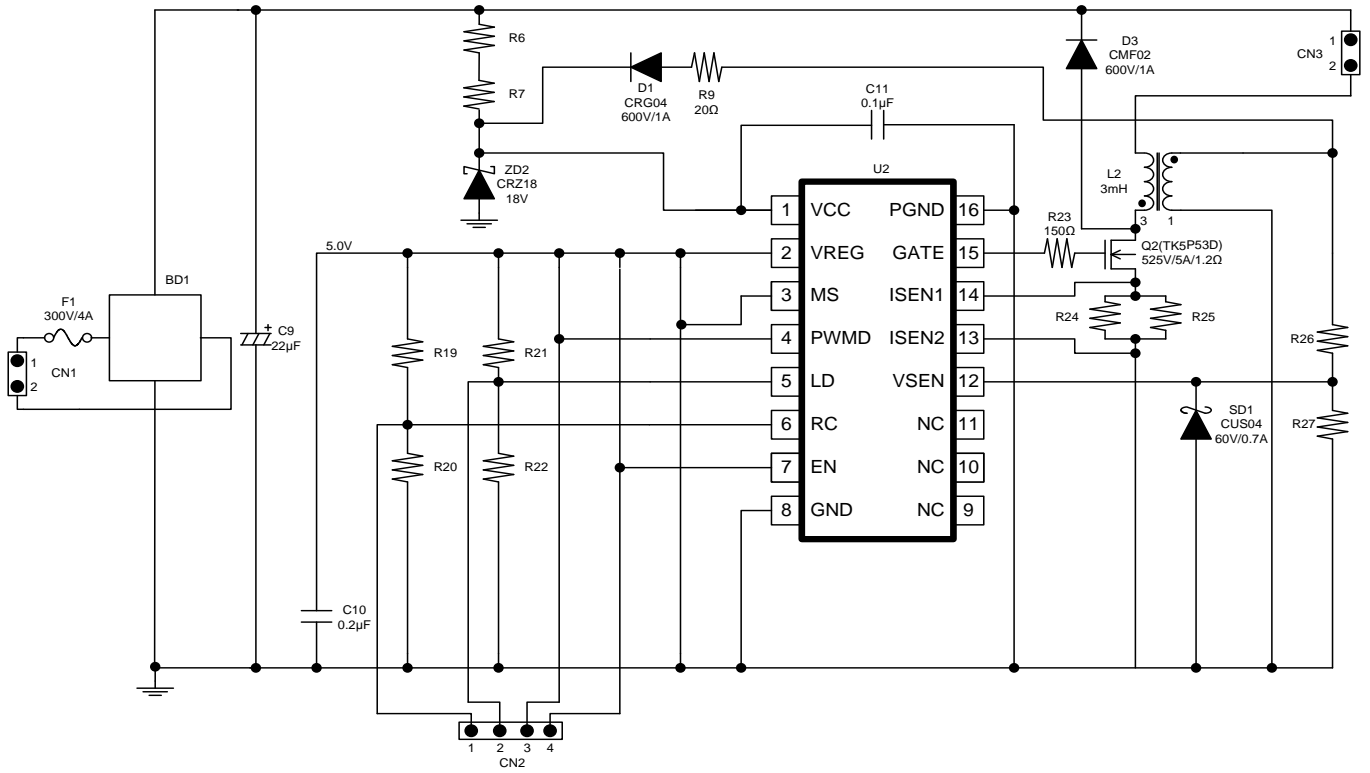 R6
R7
D1
CRG04
600V/1A
R9
20Ω
C11
0.1µF
D3
CMF02
600V/1A
1
2
CN3
ZD2
CRZ18
18V
U2
L2
3mH
3
1
1
VCC
PGND
16
2
VREG
GATE
15
3
MS
ISEN1
14
4
PWMD
ISEN2
13
5
LD
VSEN
12
6
RC
NC
11
7
EN
NC
10
8
GND
NC
9
R23
150Ω
Q2(TK5P53D)
525V/5A/1.2Ω
R24
R25
R26
R27
SD1
CUS04
60V/0.7A
5.0V
BD1
F1
300V/4A
1
2
CN1
+
C9
22µF
R19
R21
R20
R22
C10
0.2µF
1
2
3
4
CN2